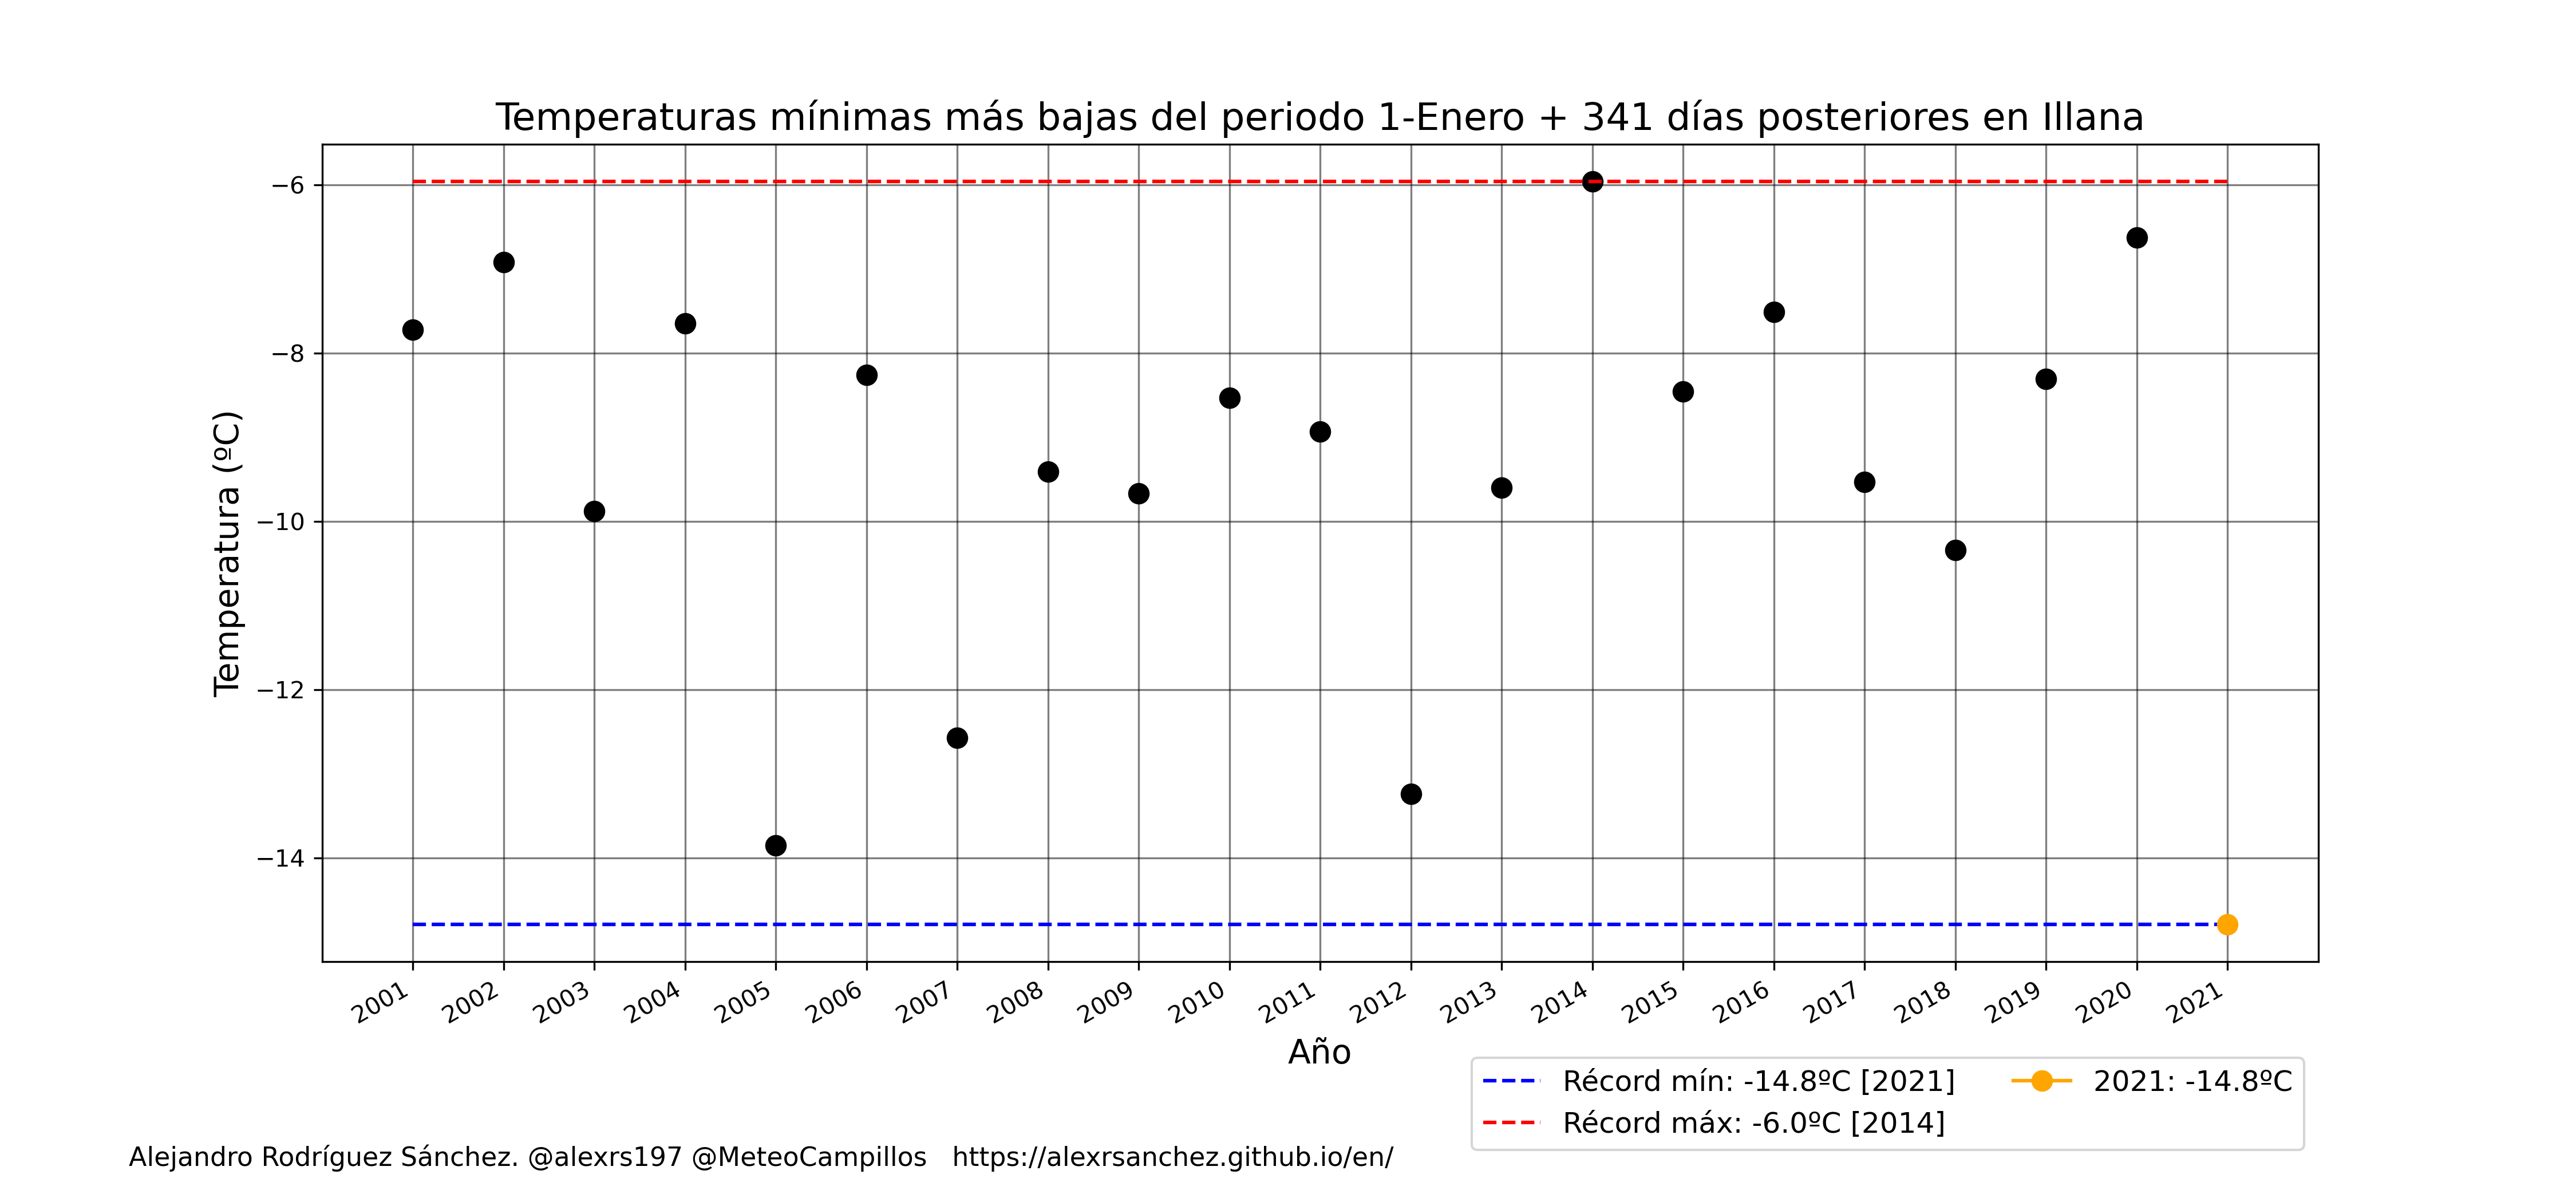 Temperaturas mínimas más bajas del periodo 1-Enero + 341 días posteriores en Illana
Temperatura (ºC)
−6
−8
−10
−12
−14
2001 2002 2003 2004 2005 2006 2007 2008 2009 2010 2011 2012 2013 2014 2015 2016 2017 2018 2019 2020 2021
Año
Récord mín: -14.8ºC [2021]
Récord máx: -6.0ºC [2014]
2021: -14.8ºC
Alejandro Rodríguez Sánchez. @alexrs197 @MeteoCampillos https://alexrsanchez.github.io/en/